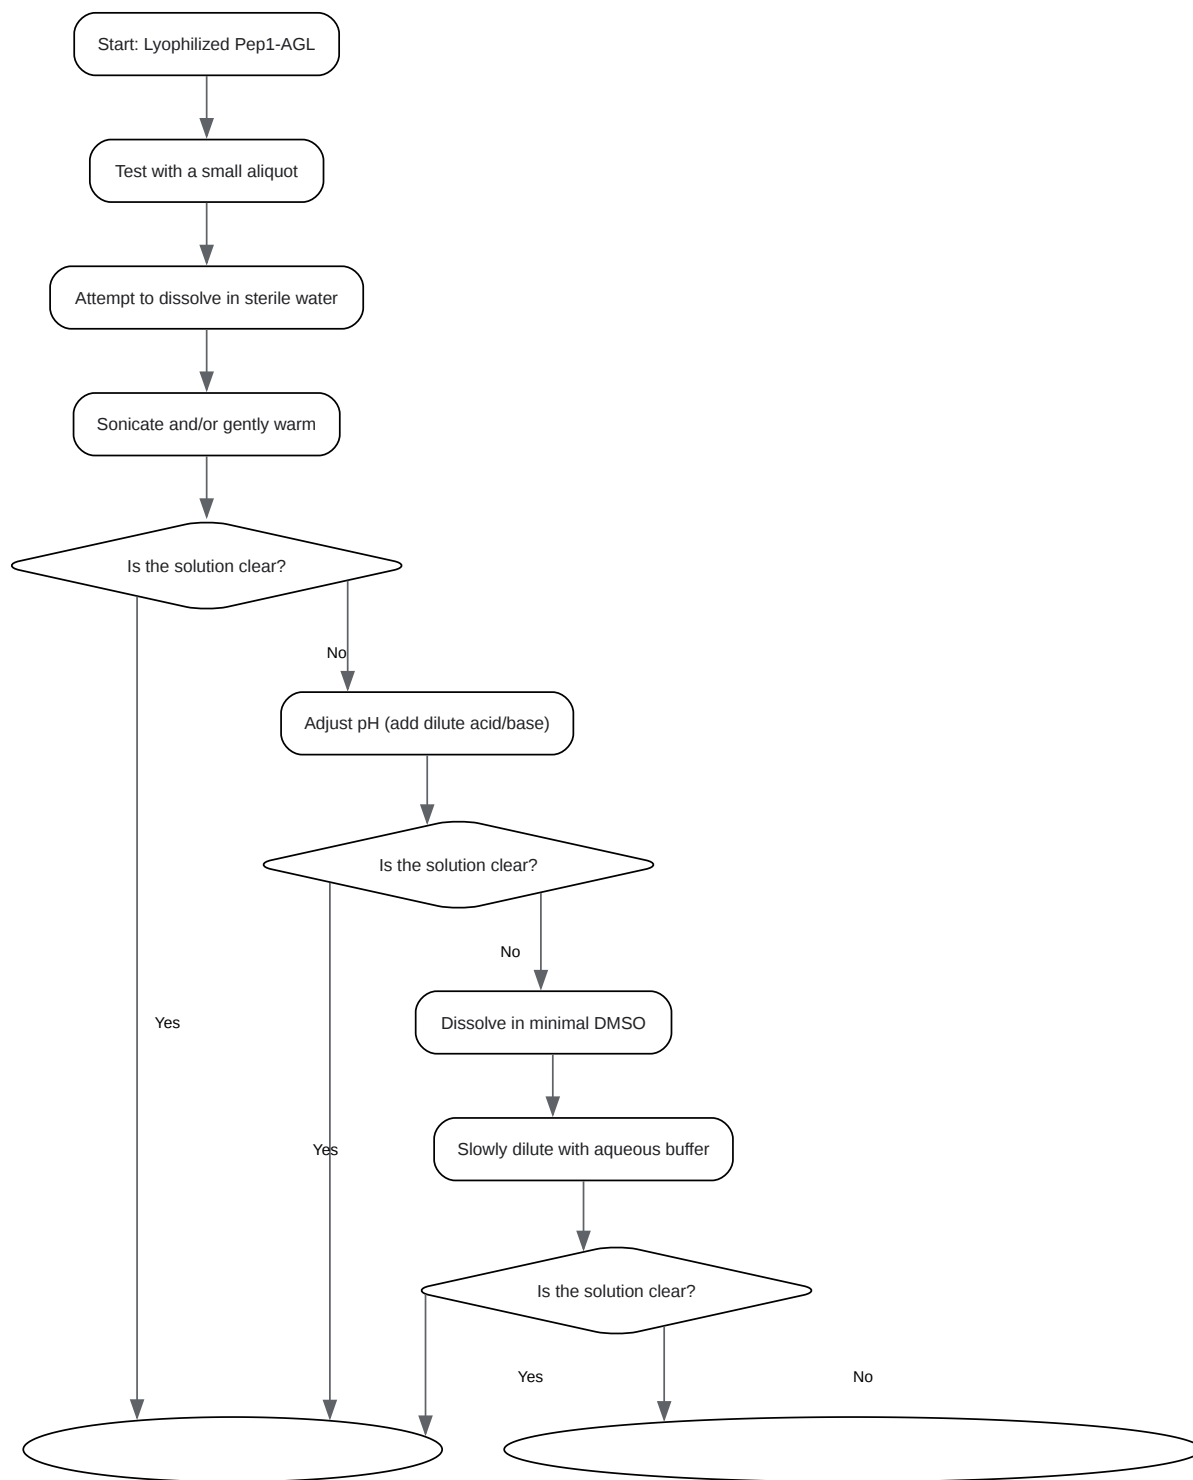 Start: Lyophilized Pep1-AGL
Test with a small aliquot
Attempt to dissolve in sterile water
Sonicate and/or gently warm
Is the solution clear?
No
Adjust pH (add dilute acid/base)
Is the solution clear?
No
Dissolve in minimal DMSO
Yes
Slowly dilute with aqueous buffer
Yes
Is the solution clear?
Yes
No